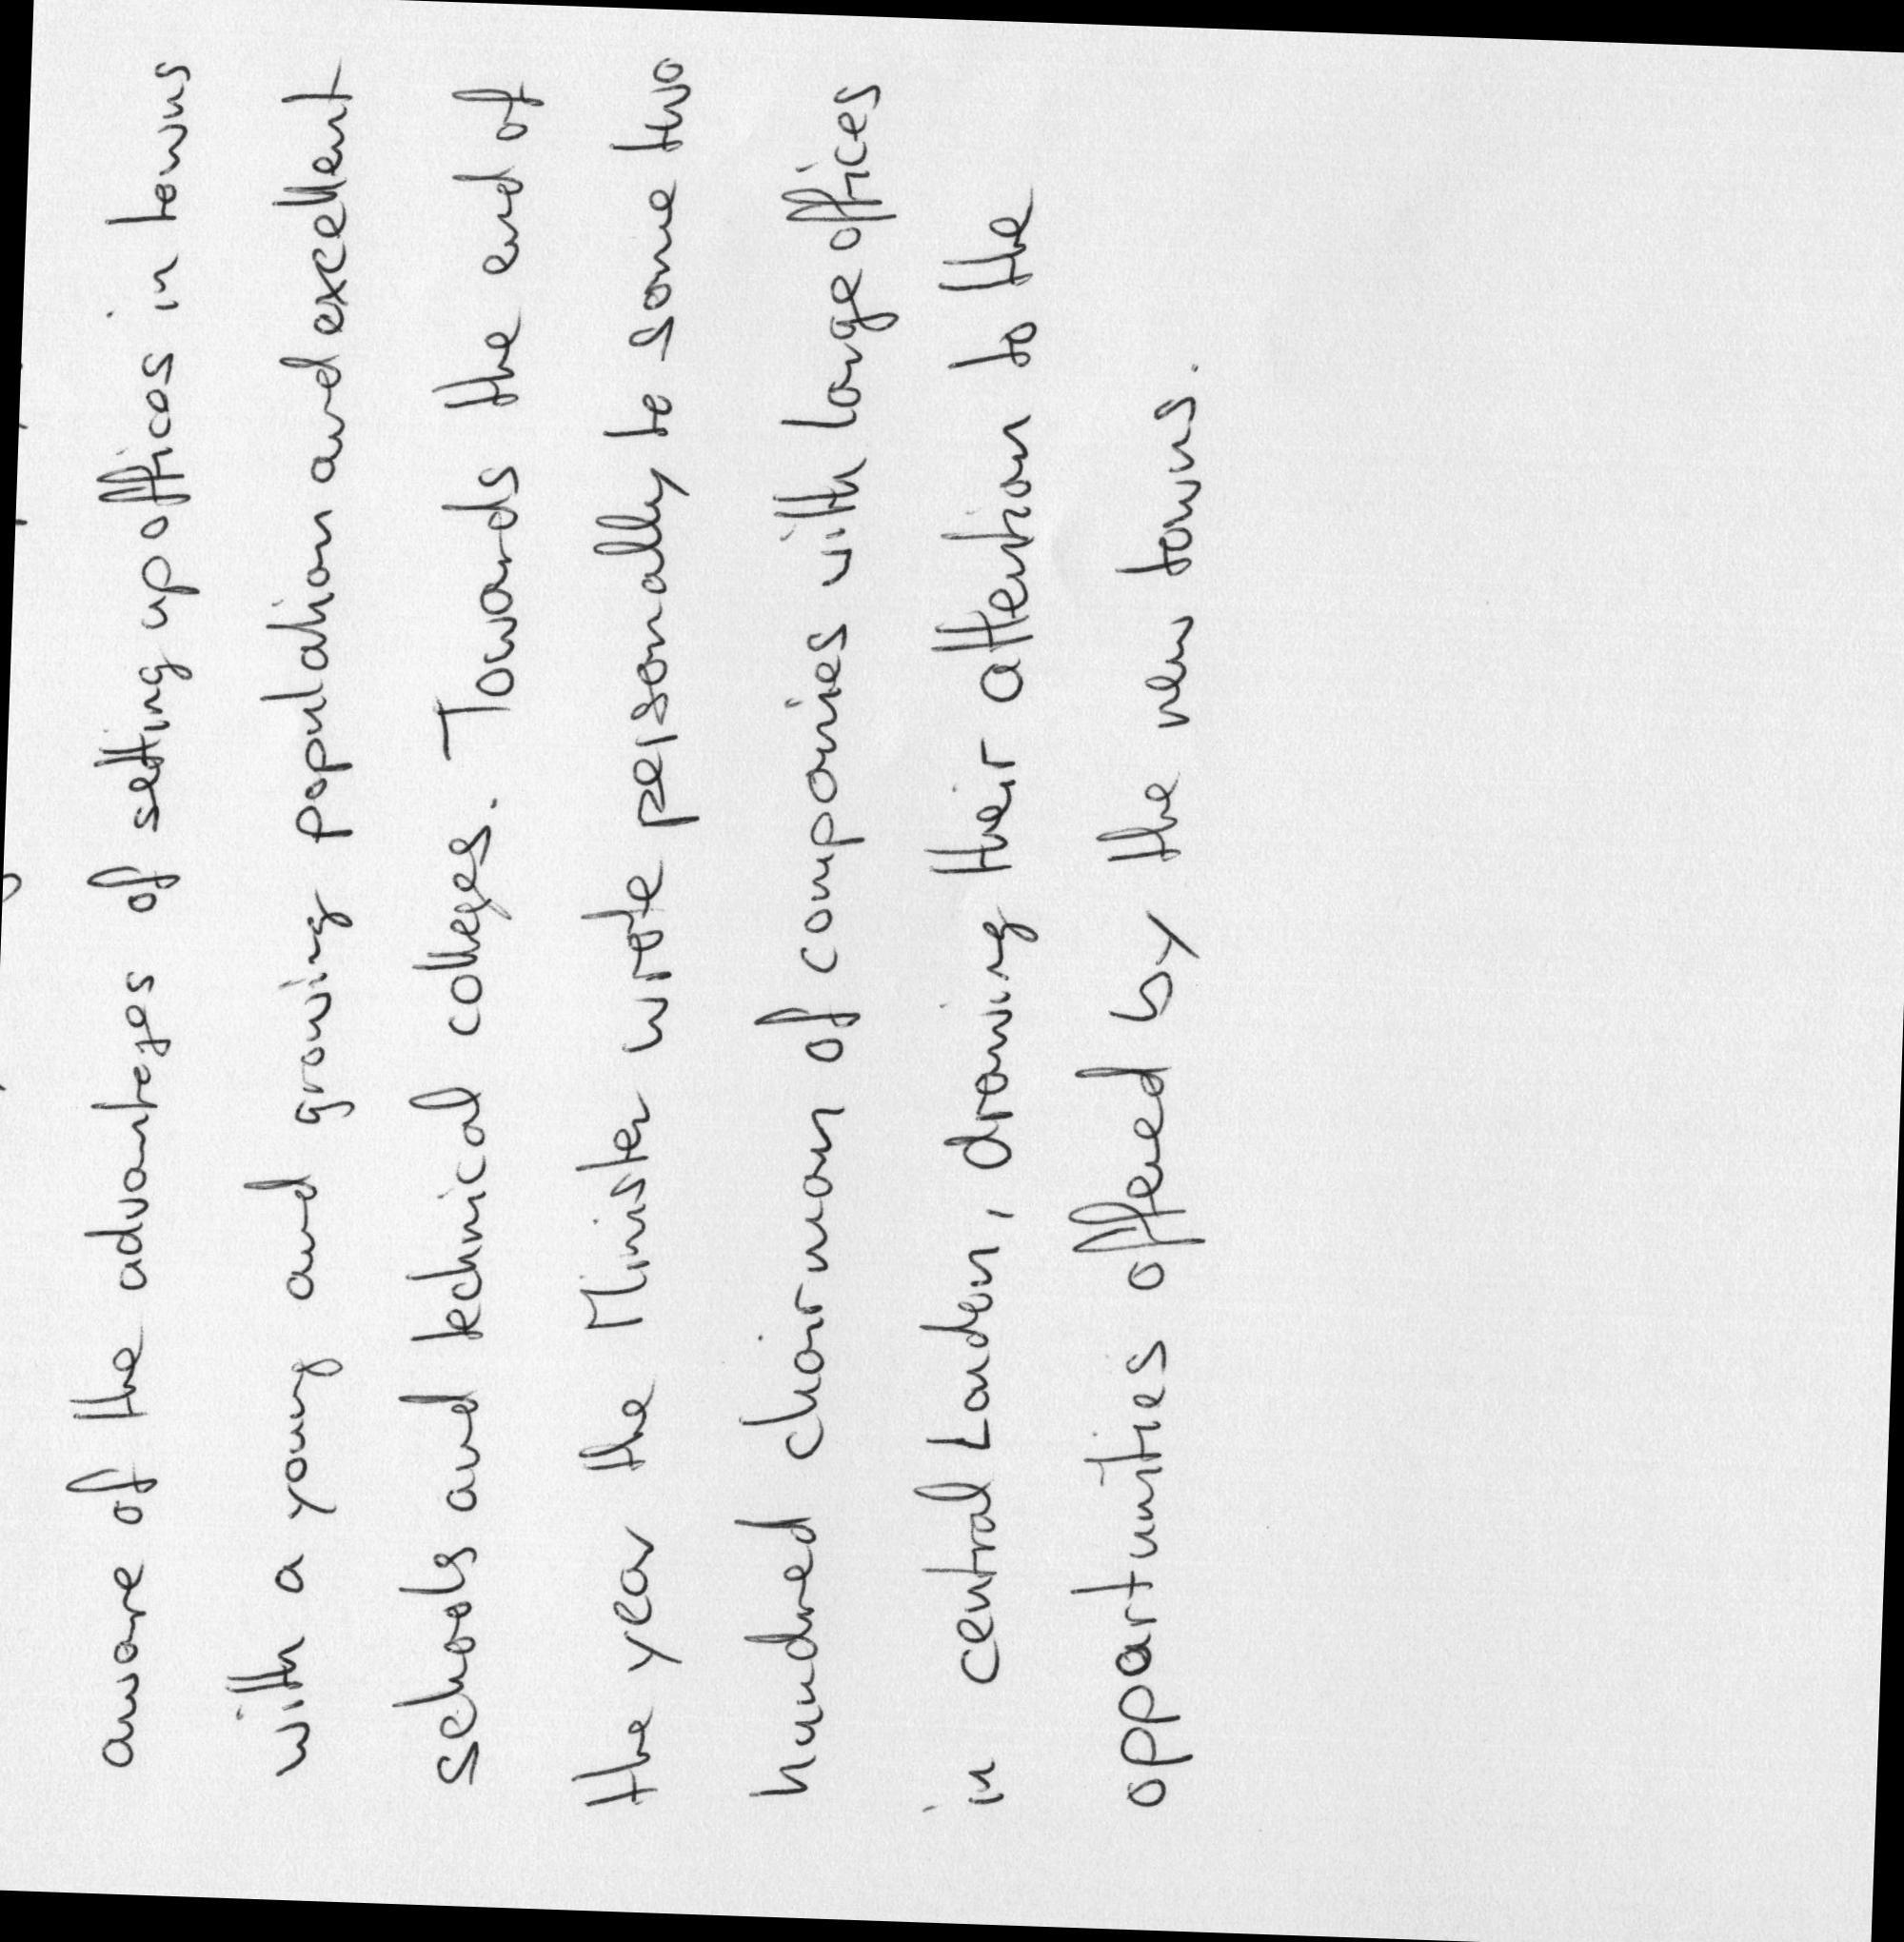 aware of the advantages of setting up offices in towns
with a young and growing population and excellent
schools and technical colleges. Towards the end of
the year the Minister wrote personally to some two
hundred chairman of companies with large offices
in central London, drawing their attention to the
opportunities offered by the new towns.